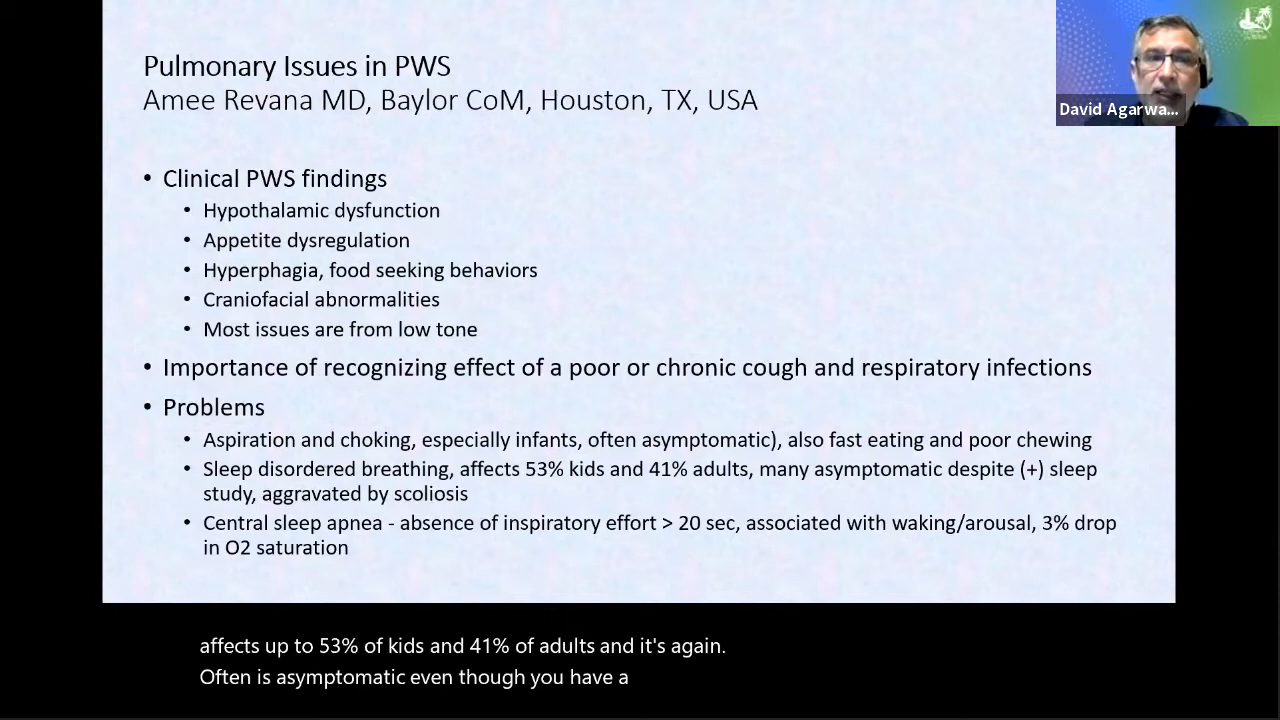 Pulmonary Issues in PWS
Amee Revana MD, Baylor CoM, Houston, TX, USA
David Agarwa...
• Clinical PWS findings
• Hypothalamic dysfunction
• Appetite dysregulation
• Hyperphagia, food seeking behaviors
• Craniofacial abnormalities
• Most issues are from low tone
• Importance of recognizing effect of a poor or chronic cough and respiratory infections
• Problems
• Aspiration and choking, especially infants, often asymptomatic), also fast eating and poor chewing
• Sleep disordered breathing, affects 53% kids and 41% adults, many asymptomatic despite (+) sleep
study, aggravated by scoliosis
• Central sleep apnea - absence of inspiratory effort > 20 sec, associated with waking/arousal, 3% drop
in O2 saturation
affects up to 53% of kids and 41% of adults and it's again.
Often is asymptomatic even though you have a